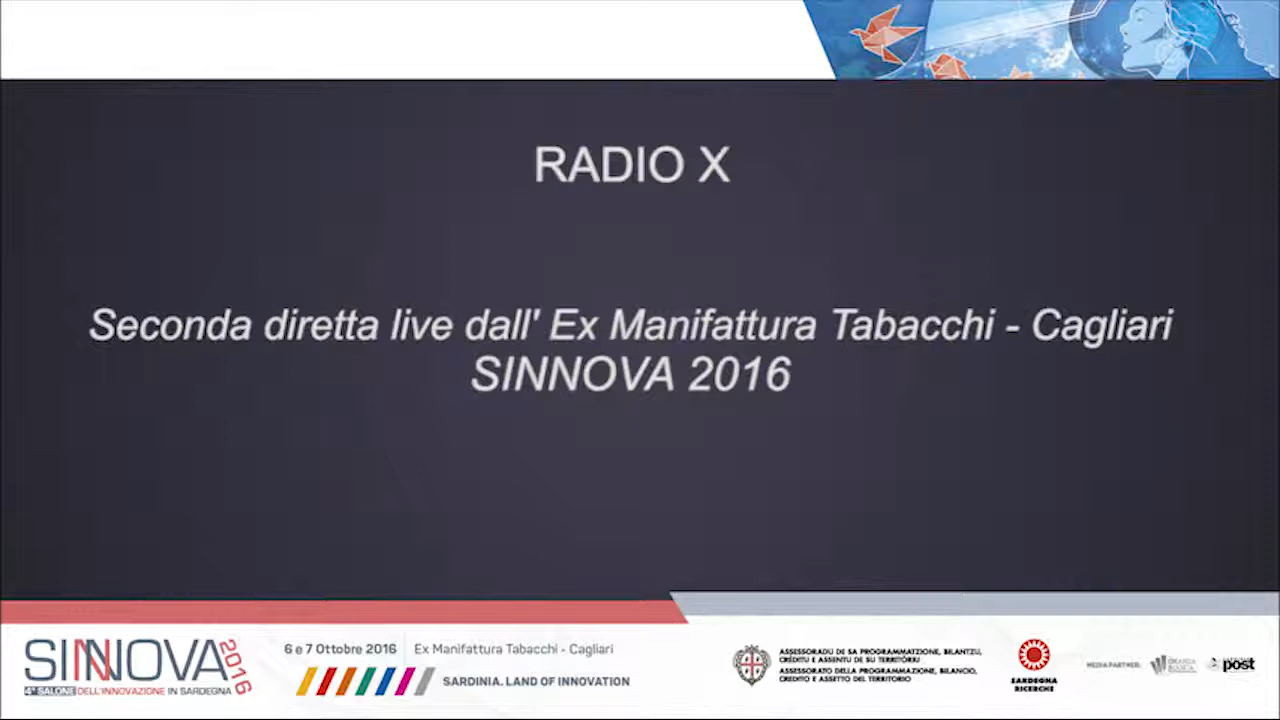 RADIO X
Seconda diretta live dall' Ex Manifattura Tabacchi - Cagliari
SINNOVA 2016
SINNOVA 2016
4° SALONE DELL'INNOVAZIONE IN SARDEGNA
6 e 7 Ottobre 2016 Ex Manifattura Tabacchi - Cagliari
SARDINIA. LAND OF INNOVATION
ASSESSORADU DE SA PROGRAMMATZIONE, BILANTZU,
CRÉDITU E ASSENTU DE SU TERRITÓRIU
ASSESSORATO DELLA PROGRAMMAZIONE, BILANCIO,
CREDITO E ASSETTO DEL TERRITORIO
SARDEGNA
RICERCHE
MEDIA PARTNER:
post